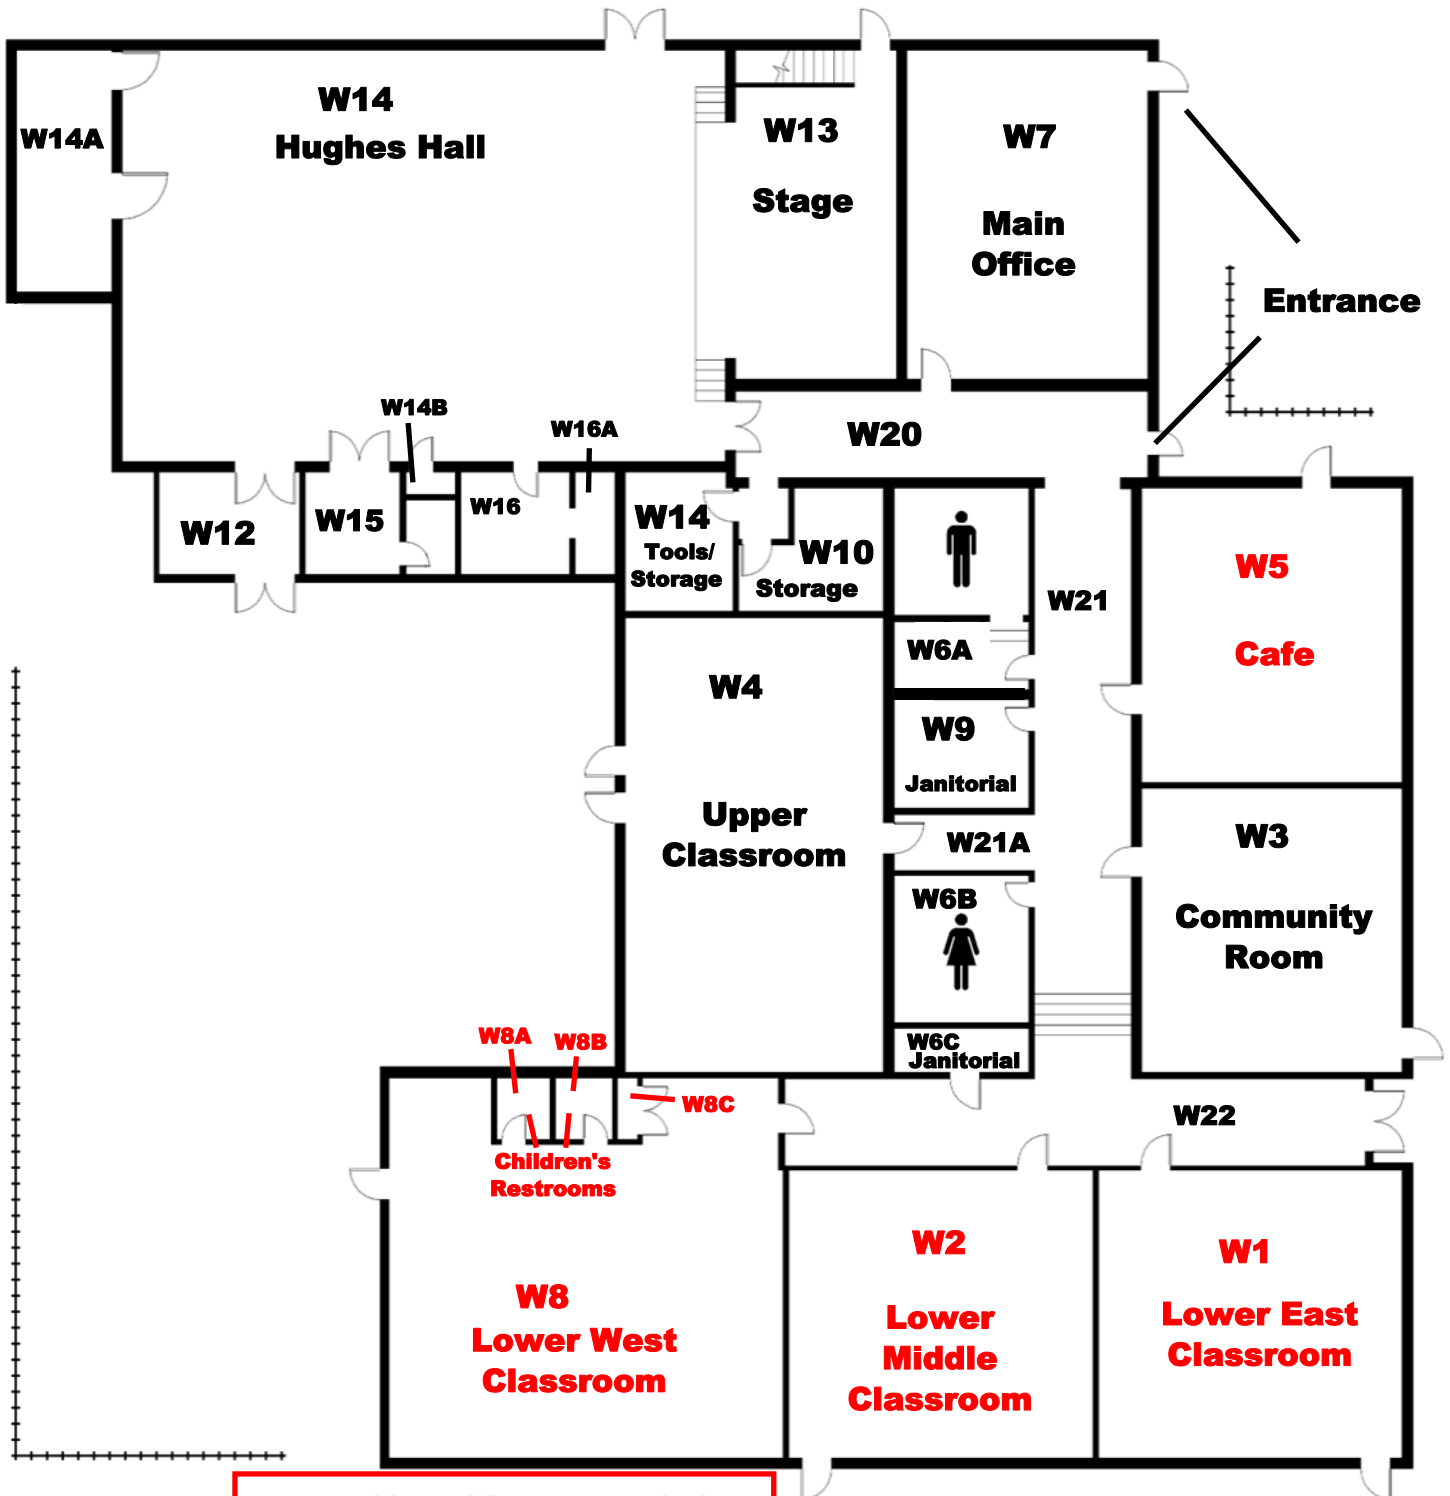 W14
Hughes Hall
W14A
W13
Stage
W7
Main
Office
Entrance
W14B
W16A
W20
W12
W15
W16
W14
Tools/
Storage
W10
Storage
W21
W5
Cafe
W6A
W4
W9
Janitorial
Upper
Classroom
W21A
W3
Community
Room
W6B
W6C
Janitorial
W8A
W8B
W8C
W22
Children's
Restrooms
W8
Lower West
Classroom
W2
Lower
Middle
Classroom
W1
Lower East
Classroom